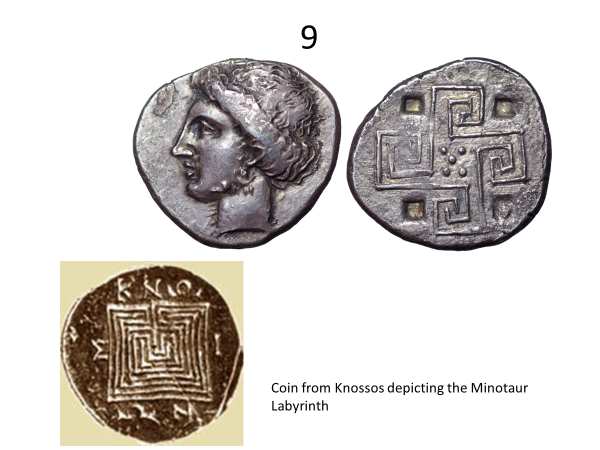 9
ΚΝΩ
Σ Ι
Coin from Knossos depicting the Minotaur
Labyrinth